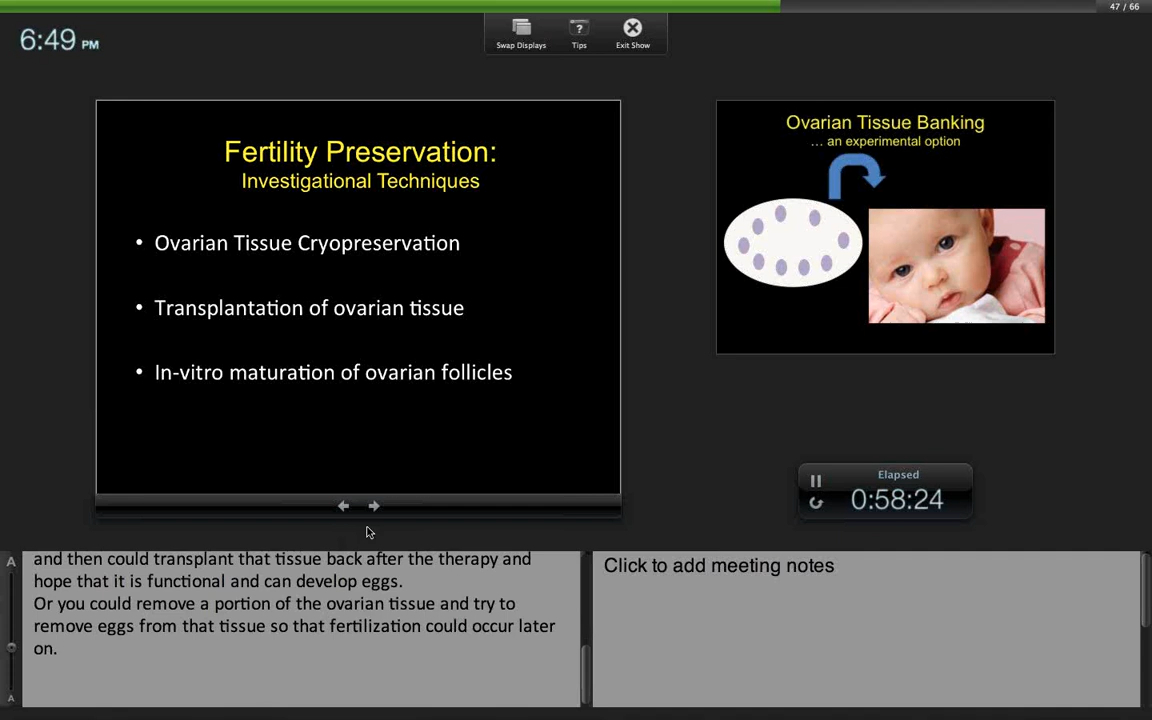 47 / 66
6:49 PM
Swap Displays
Tips
Exit Show
Fertility Preservation:
Investigational Techniques
• Ovarian Tissue Cryopreservation
• Transplantation of ovarian tissue
• In-vitro maturation of ovarian follicles
Ovarian Tissue Banking
... an experimental option
Elapsed
0:58:24
A
and then could transplant that tissue back after the therapy and
hope that it is functional and can develop eggs.
Or you could remove a portion of the ovarian tissue and try to
remove eggs from that tissue so that fertilization could occur later
on.
A
Click to add meeting notes